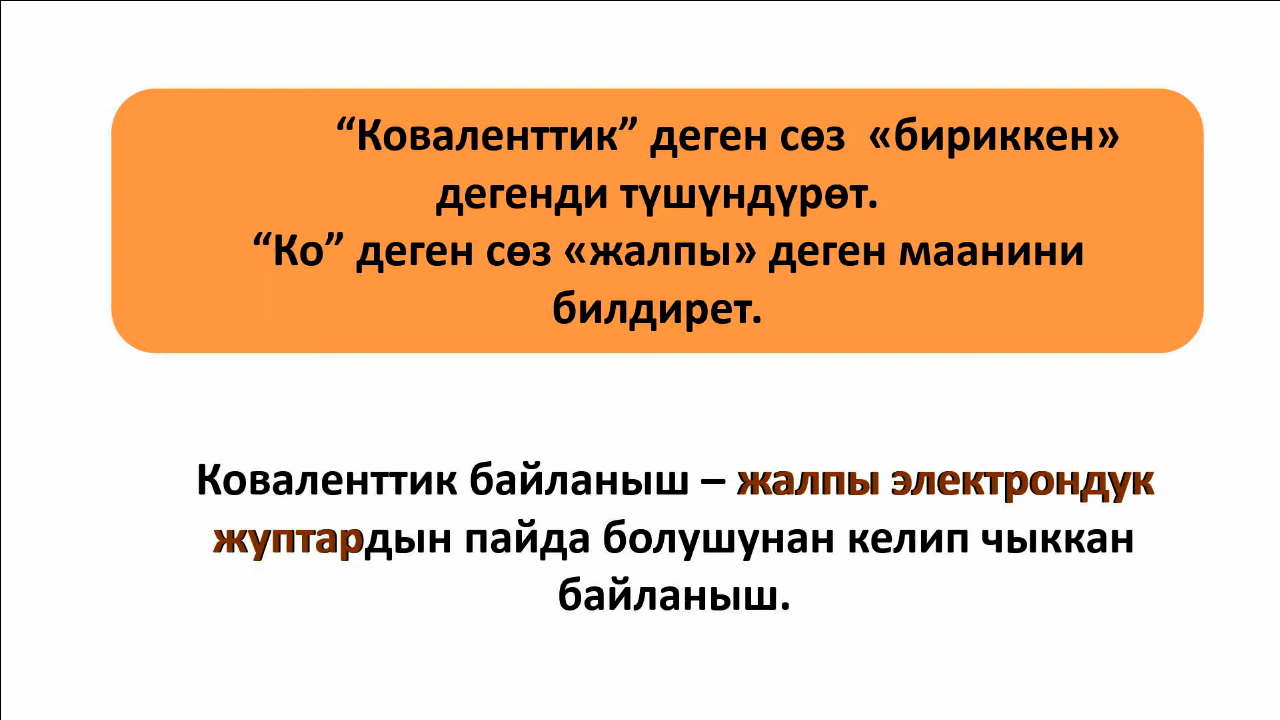 “Коваленттик” деген сөз «бириккен»
дегенди түшүндүрөт.
“Ко” деген сөз «жалпы» деген маанини
билдирет.
Коваленттик байланыш – жалпы электрондук
жуптардын пайда болушунан келип чыккан
байланыш.